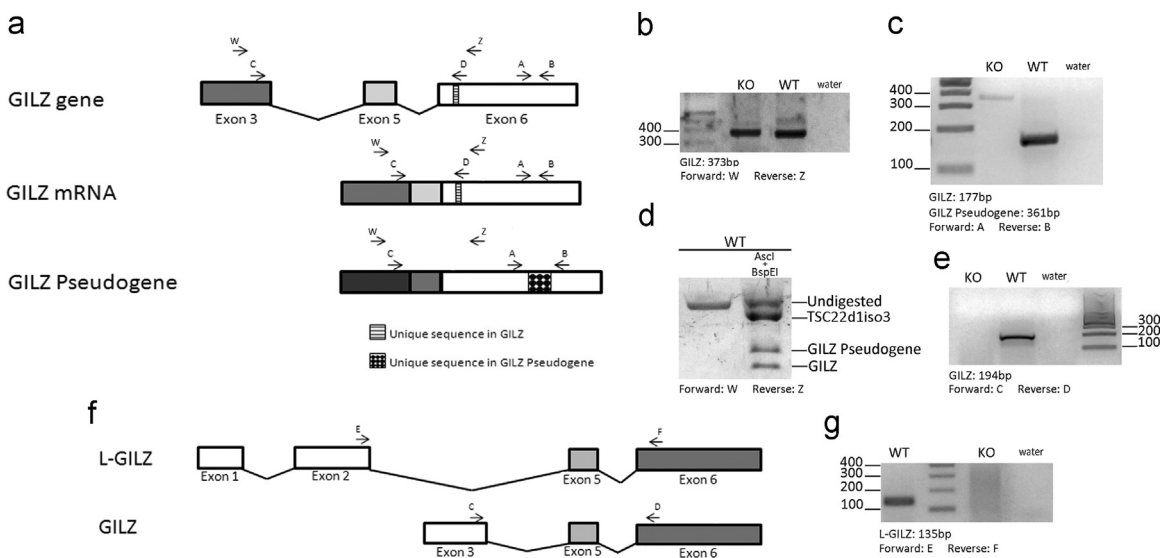 a
W
Z
C
D
A
B
GILZ gene
Exon 3
Exon 5
Exon 6
W
Z
C
D
A
B
GILZ mRNA
W
Z
C
A
B
GILZ Pseudogene
Unique sequence in GILZ
Unique sequence in GILZ Pseudogene
b
KO WT water
400
300
GILZ: 373bp
Forward: W Reverse: Z
c
KO WT water
400
300
200
100
GILZ: 177bp
GILZ Pseudogene: 361bp
Forward: A Reverse: B
d
WT
AscI
+
BspEI
Undigested
TSC22d1iso3
GILZ Pseudogene
GILZ
Forward: W Reverse: Z
e
KO WT water
300
200
100
GILZ: 194bp
Forward: C Reverse: D
f
E
F
L-GILZ
Exon 1
Exon 2
Exon 5
Exon 6
C
D
GILZ
Exon 3
Exon 5
Exon 6
g
WT KO water
400
300
200
100
L-GILZ: 135bp
Forward: E Reverse: F